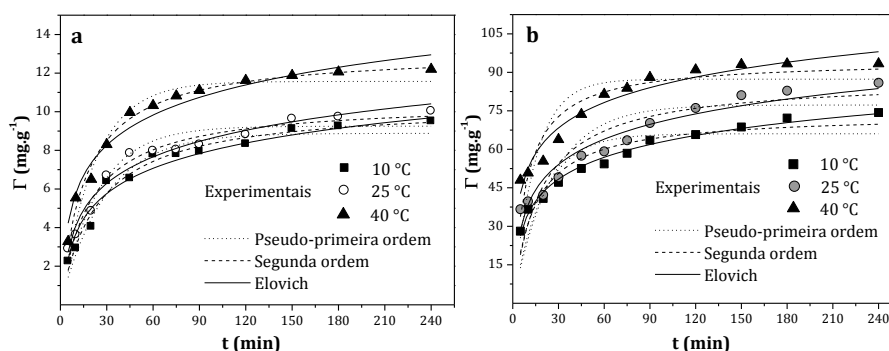 a
Γ (mg.g⁻¹)
14
12
10
8
6
4
2
Experimentais
10 °C
25 °C
40 °C
Pseudo-primeira ordem
Segunda ordem
Elovich
0 30 60 90 120 150 180 210 240
t (min)
b
Γ (mg.g⁻¹)
105
90
75
60
45
30
15
Experimentais
10 °C
25 °C
40 °C
Pseudo-primeira ordem
Segunda ordem
Elovich
0 30 60 90 120 150 180 210 240
t (min)